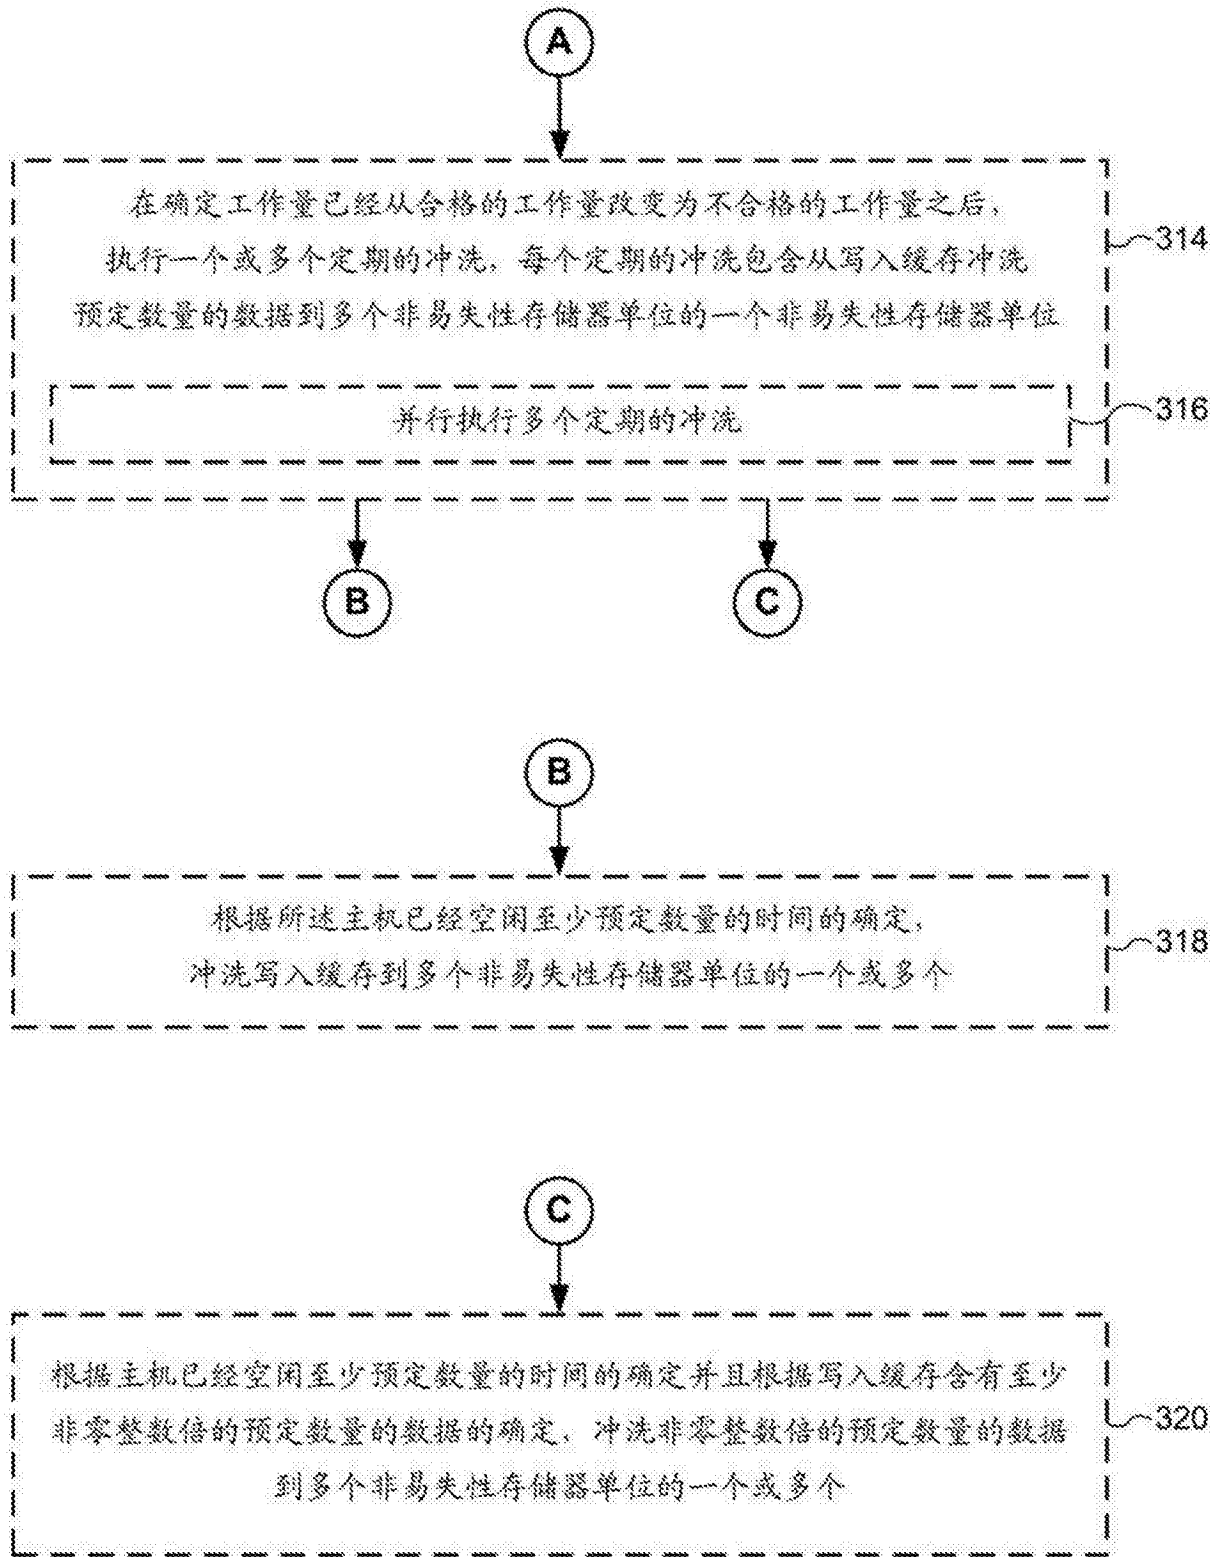 A
在确定工作量已经从合格的工作量改变为不合格的工作量之后,
执行一个或多个定期的冲洗, 每个定期的冲洗包含从写入缓存冲洗
预定数量的数据到多个非易失性存储器单位的一个非易失性存储器单位
314
并行执行多个定期的冲洗
316
B
C
B
根据所述主机已经空闲至少预定数量的时间的确定,
冲洗写入缓存到多个非易失性存储器单位的一个或多个
318
C
根据主机已经空闲至少预定数量的时间的确定并且根据写入缓存含有至少
非零整数倍的预定数量的数据的确定, 冲洗非零整数倍的预定数量的数据
到多个非易失性存储器单位的一个或多个
320